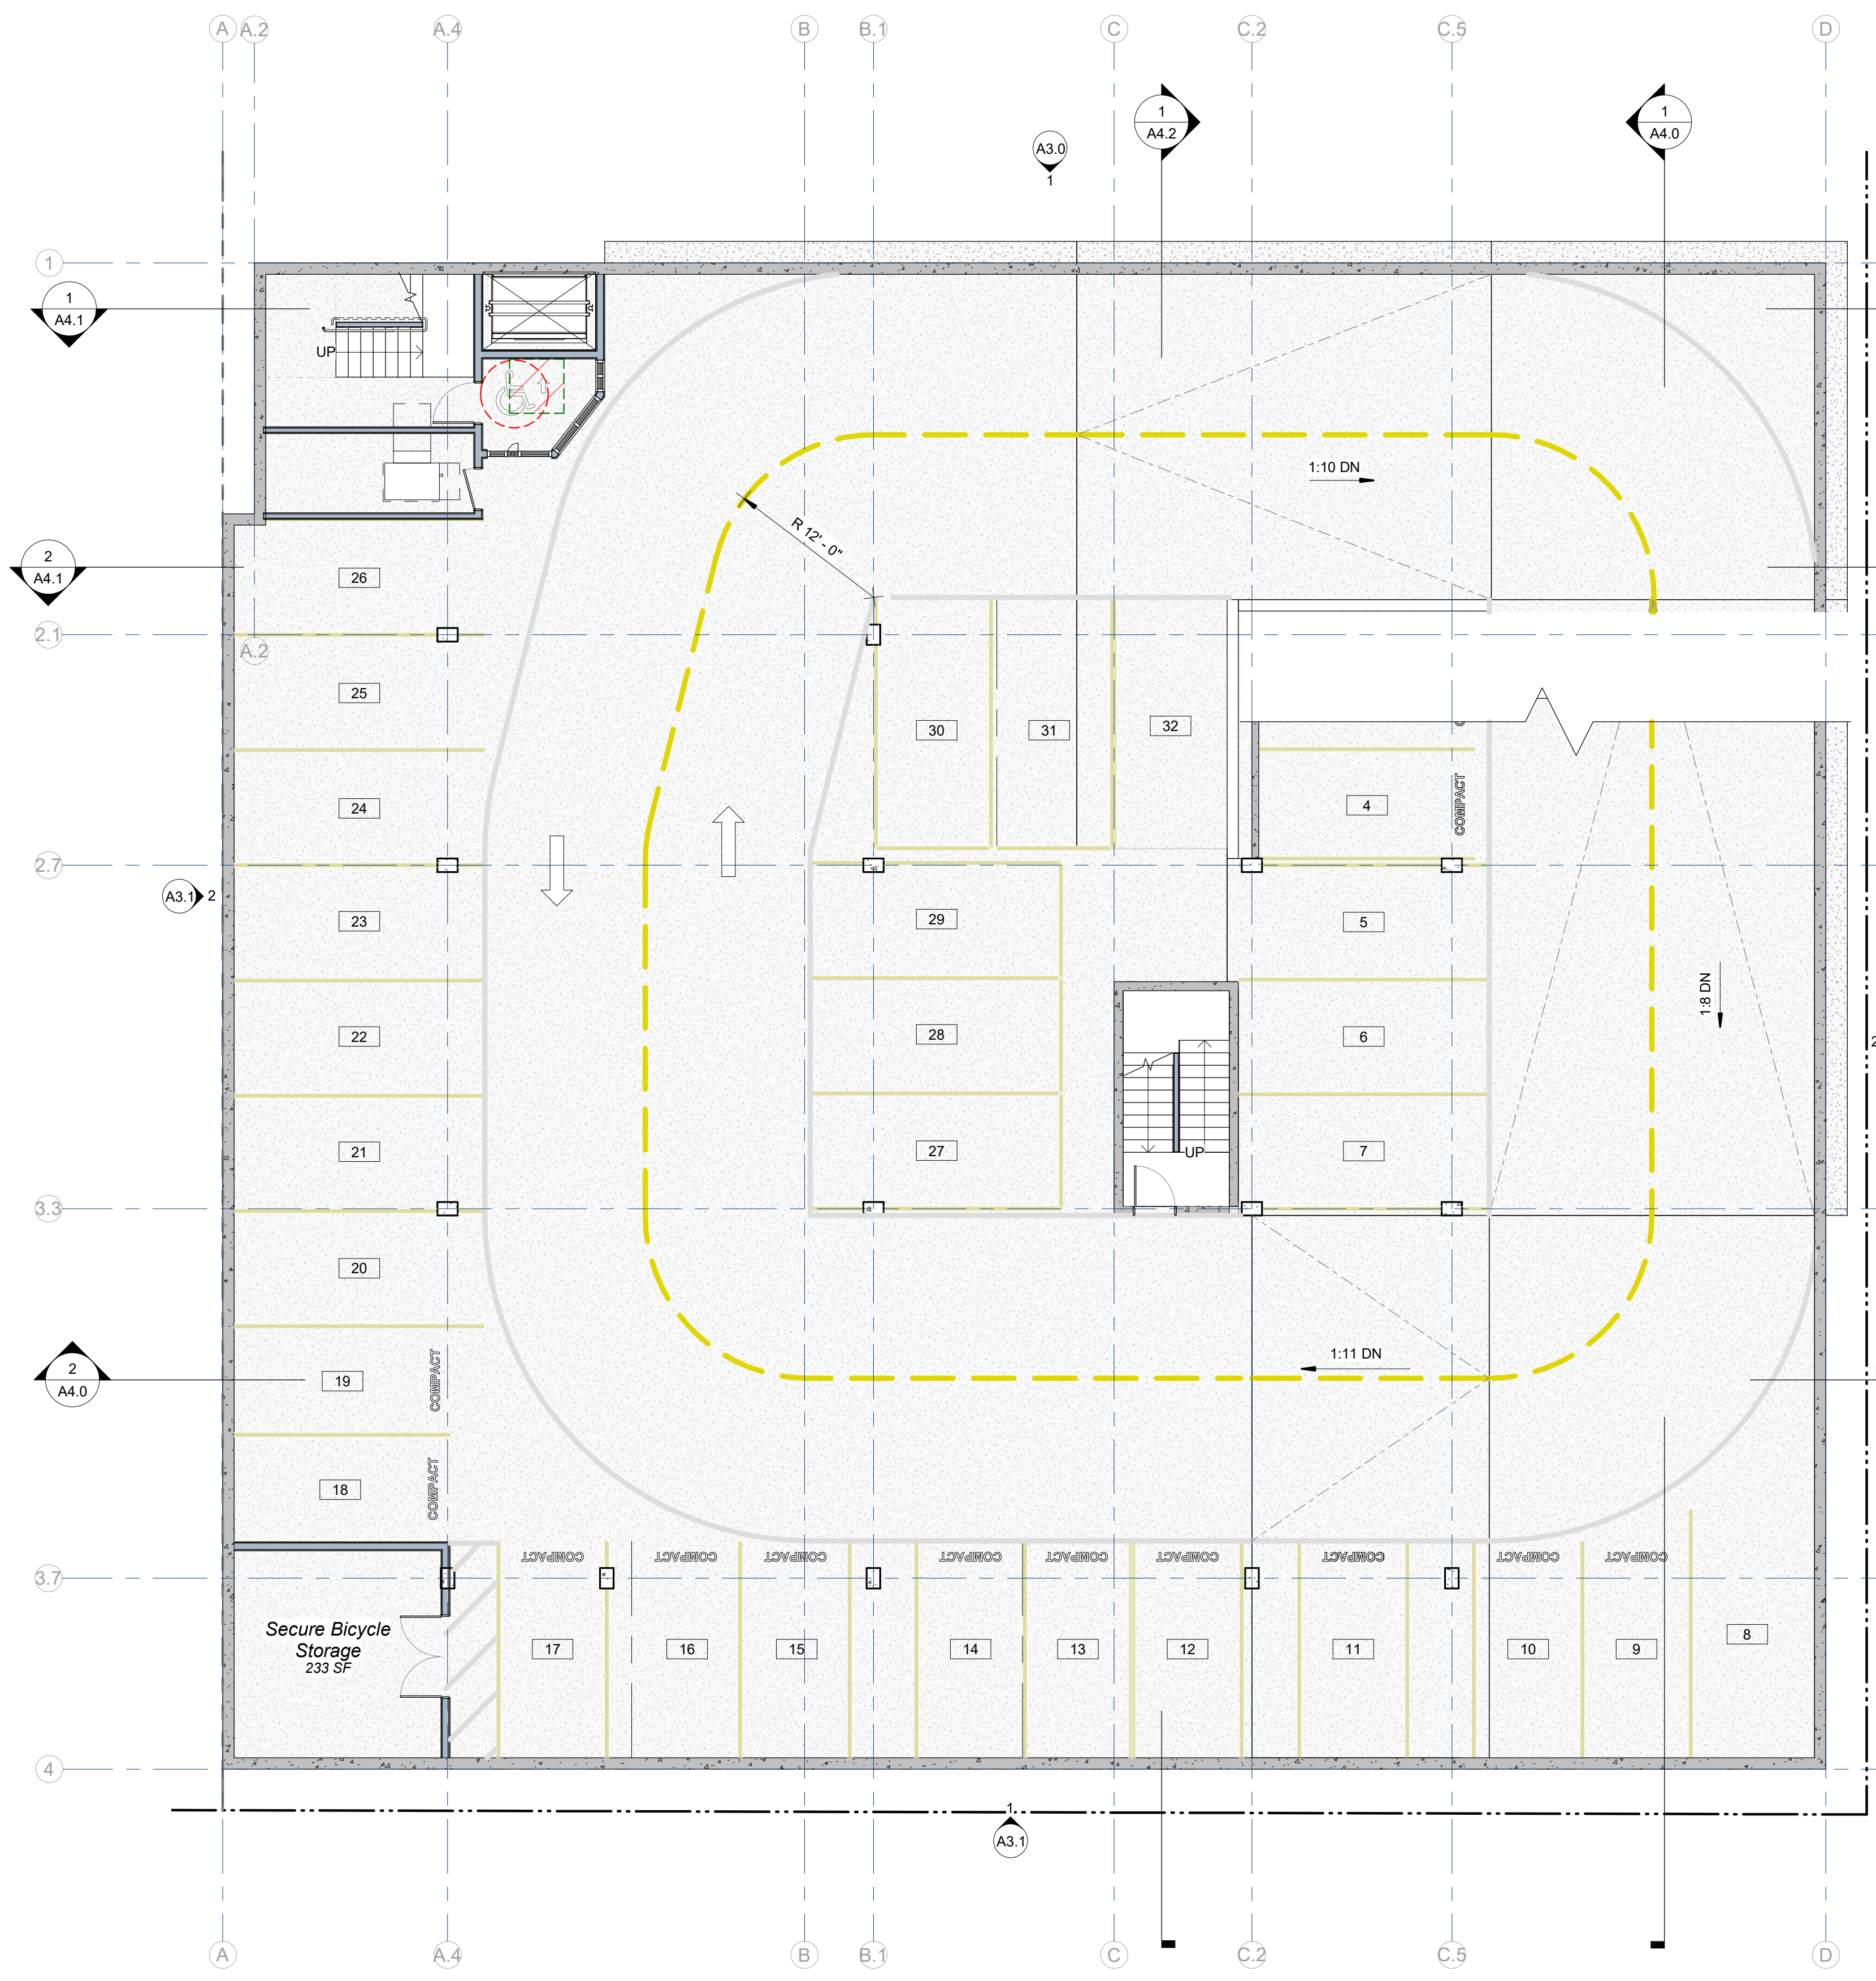 A
A.2
A.4
B
B.1
C
C.2
C.5
D
1
A4.2
1
A4.0
A3.0
1
1
1
A4.1
UP
1:10 DN
R 12' - 0"
2
A4.1
26
2.1
A.2
25
30
31
32
24
4
COMPACT
2.7
A3.1
2
23
29
5
22
28
6
1:8 DN
2
21
27
7
UP
3.3
20
1:11 DN
2
A4.0
19
COMPACT
18
COMPACT
3.7
COMPACT
COMPACT
COMPACT
COMPACT
COMPACT
COMPACT
COMPACT
COMPACT
COMPACT
Secure Bicycle
Storage
233 SF
17
16
15
14
13
12
11
10
9
8
4
1
A3.1
A
A.4
B
B.1
C
C.2
C.5
D